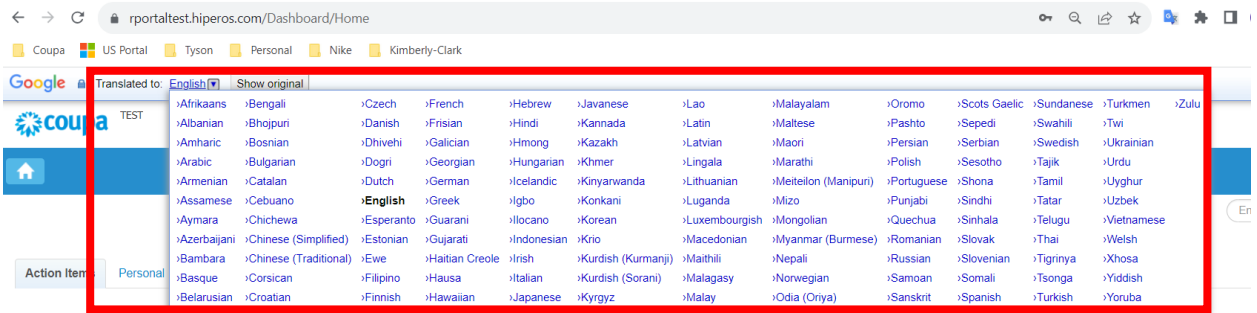 rportaltest.hiperos.com/Dashboard/Home
Coupa US Portal Tyson Personal Nike Kimberly-Clark
Google Translated to: English Show original
›Afrikaans ›Bengali ›Czech ›French ›Hebrew ›Javanese ›Lao ›Malayalam ›Oromo ›Scots Gaelic ›Sundanese ›Turkmen ›Zulu
coupa TEST ›Albanian ›Bhojpuri ›Danish ›Frisian ›Hindi ›Kannada ›Latin ›Maltese ›Pashto ›Sepedi ›Swahili ›Twi
›Amharic ›Bosnian ›Dhivehi ›Galician ›Hmong ›Kazakh ›Latvian ›Maori ›Persian ›Serbian ›Swedish ›Ukrainian
›Arabic ›Bulgarian ›Dogri ›Georgian ›Hungarian ›Khmer ›Lingala ›Marathi ›Polish ›Sesotho ›Tajik ›Urdu
›Armenian ›Catalan ›Dutch ›German ›Icelandic ›Kinyarwanda ›Lithuanian ›Meiteilon (Manipuri) ›Portuguese ›Shona ›Tamil ›Uyghur
›Assamese ›Cebuano ›English ›Greek ›Igbo ›Konkani ›Luganda ›Mizo ›Punjabi ›Sindhi ›Tatar ›Uzbek
›Aymara ›Chichewa ›Esperanto ›Guarani ›Ilocano ›Korean ›Luxembourgish ›Mongolian ›Quechua ›Sinhala ›Telugu ›Vietnamese
›Azerbaijani ›Chinese (Simplified) ›Estonian ›Gujarati ›Indonesian ›Krio ›Macedonian ›Myanmar (Burmese) ›Romanian ›Slovak ›Thai ›Welsh
›Bambara ›Chinese (Traditional) ›Ewe ›Haitian Creole ›Irish ›Kurdish (Kurmanji) ›Maithili ›Nepali ›Russian ›Slovenian ›Tigrinya ›Xhosa
Action Items Personal ›Basque ›Corsican ›Filipino ›Hausa ›Italian ›Kurdish (Sorani) ›Malagasy ›Norwegian ›Samoan ›Somali ›Tsonga ›Yiddish
›Belarusian ›Croatian ›Finnish ›Hawaiian ›Japanese ›Kyrgyz ›Malay ›Odia (Oriya) ›Sanskrit ›Spanish ›Turkish ›Yoruba